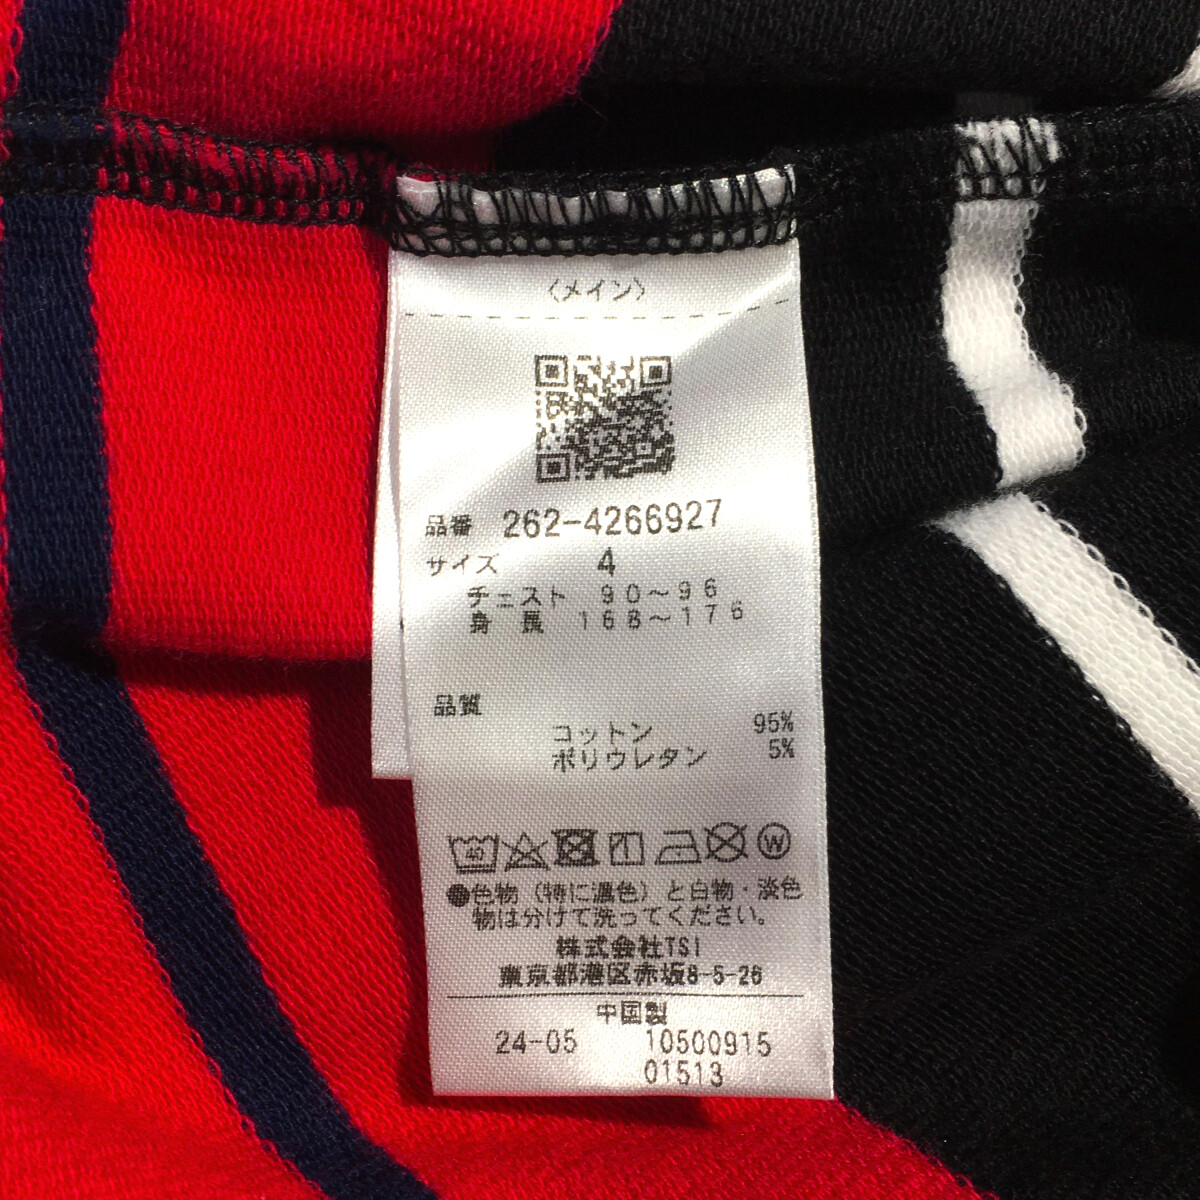 〈メイン〉
品番 262-4266927
サイズ 4
チェスト 90～96
身長 168～176
品質
コットン 95%
ポリウレタン 5%
40 W
●色物（特に濃色）と白物・淡色
物は分けて洗ってください。
株式会社TSI
東京都港区赤坂8-5-26
中国製
24-05 10500915
01513